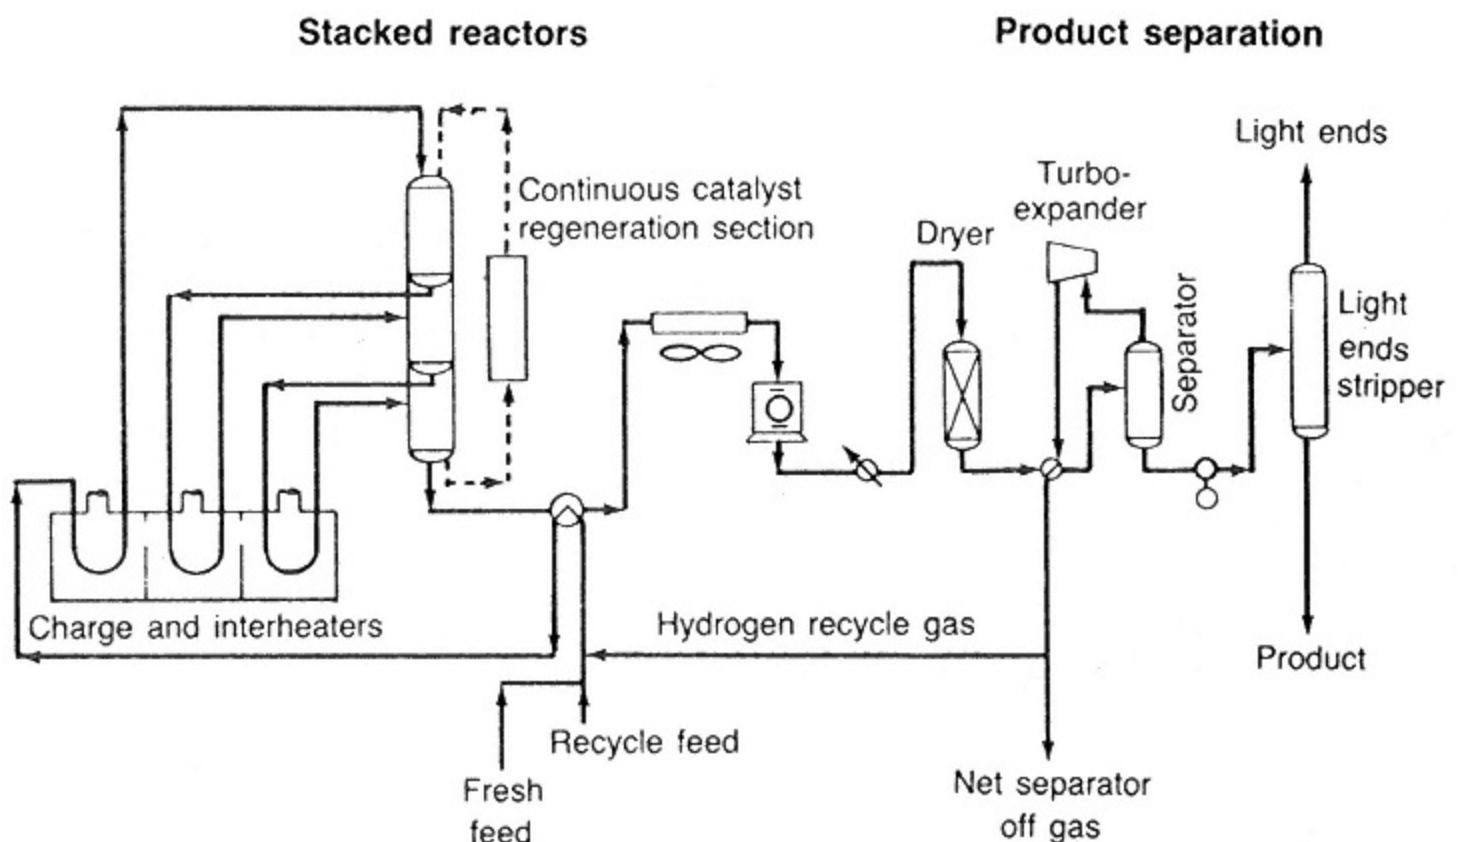 Stacked reactors
Product separation
Light ends
Turbo-
expander
Continuous catalyst
regeneration section
Dryer
Separator
Light
ends
stripper
Charge and interheaters
Hydrogen recycle gas
Product
Recycle feed
Fresh
feed
Net separator
off gas